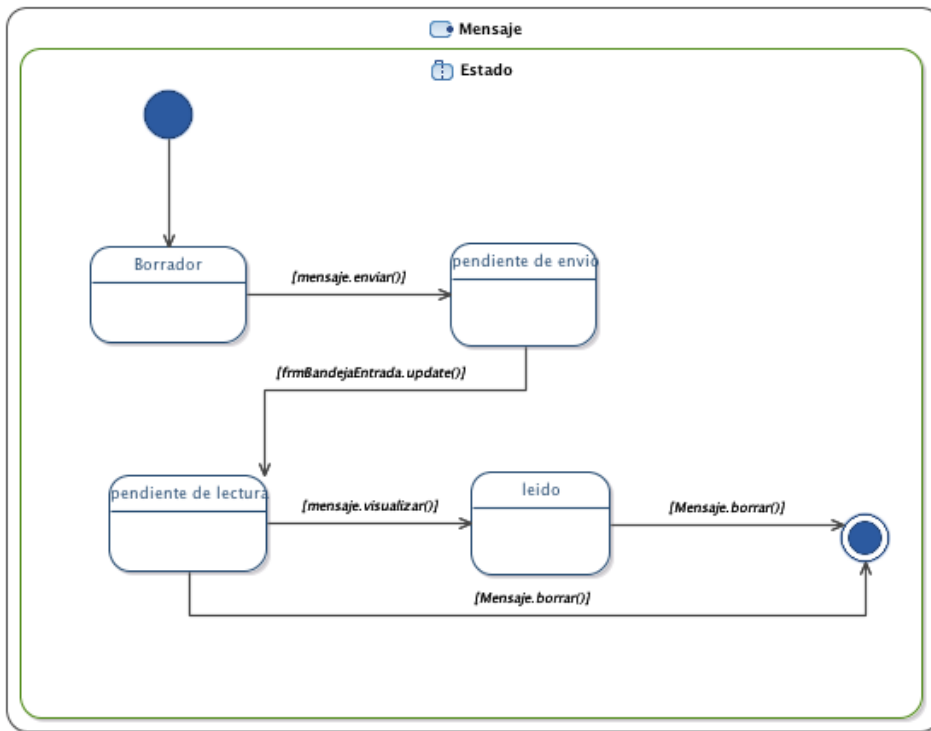 Mensaje
Estado
Borrador
[mensaje.enviar()]
pendiente de envio
[frmBandejaEntrada.update()]
pendiente de lectura
[mensaje.visualizar()]
leido
[Mensaje.borrar()]
[Mensaje.borrar()]